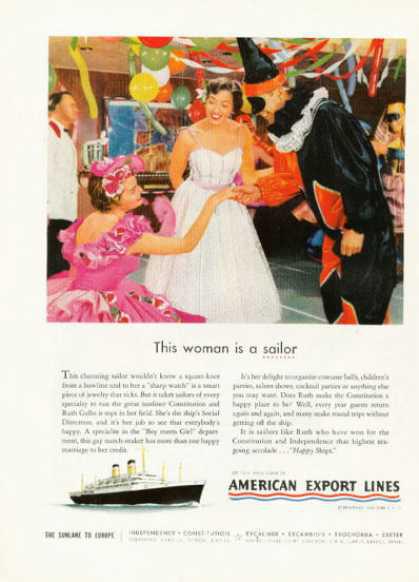 This woman is a sailor
This charming sailor wouldn't know a square-knot
from a bowline and to her a "sharp watch" is a smart
piece of jewelry that ticks. But it takes sailors of every
specialty to run the great sunliner Constitution and
Ruth Gullo is tops in her field. She's the ship's Social
Director, and it's her job to see that everybody's
happy. A specialist in the "Boy meets Girl" depart-
ment, this gay match-maker has more than one happy
marriage to her credit.
It's her delight to organize costume balls, children's
parties, talent shows, cocktail parties or anything else
you may want. Does Ruth make the Constitution a
happy place to be? Well, every year guests return
again and again, and many make round trips without
getting off the ship.
It is sailors like Ruth who have won for the
Constitution and Independence that highest sea-
going accolade . . . "Happy Ships."
AMERICAN EXPORT LINES
THE SUNLANE TO EUROPE
INDEPENDENCE • CONSTITUTION
EXCALIBUR • EXCAMBION • EXOCHORDA • EXETER